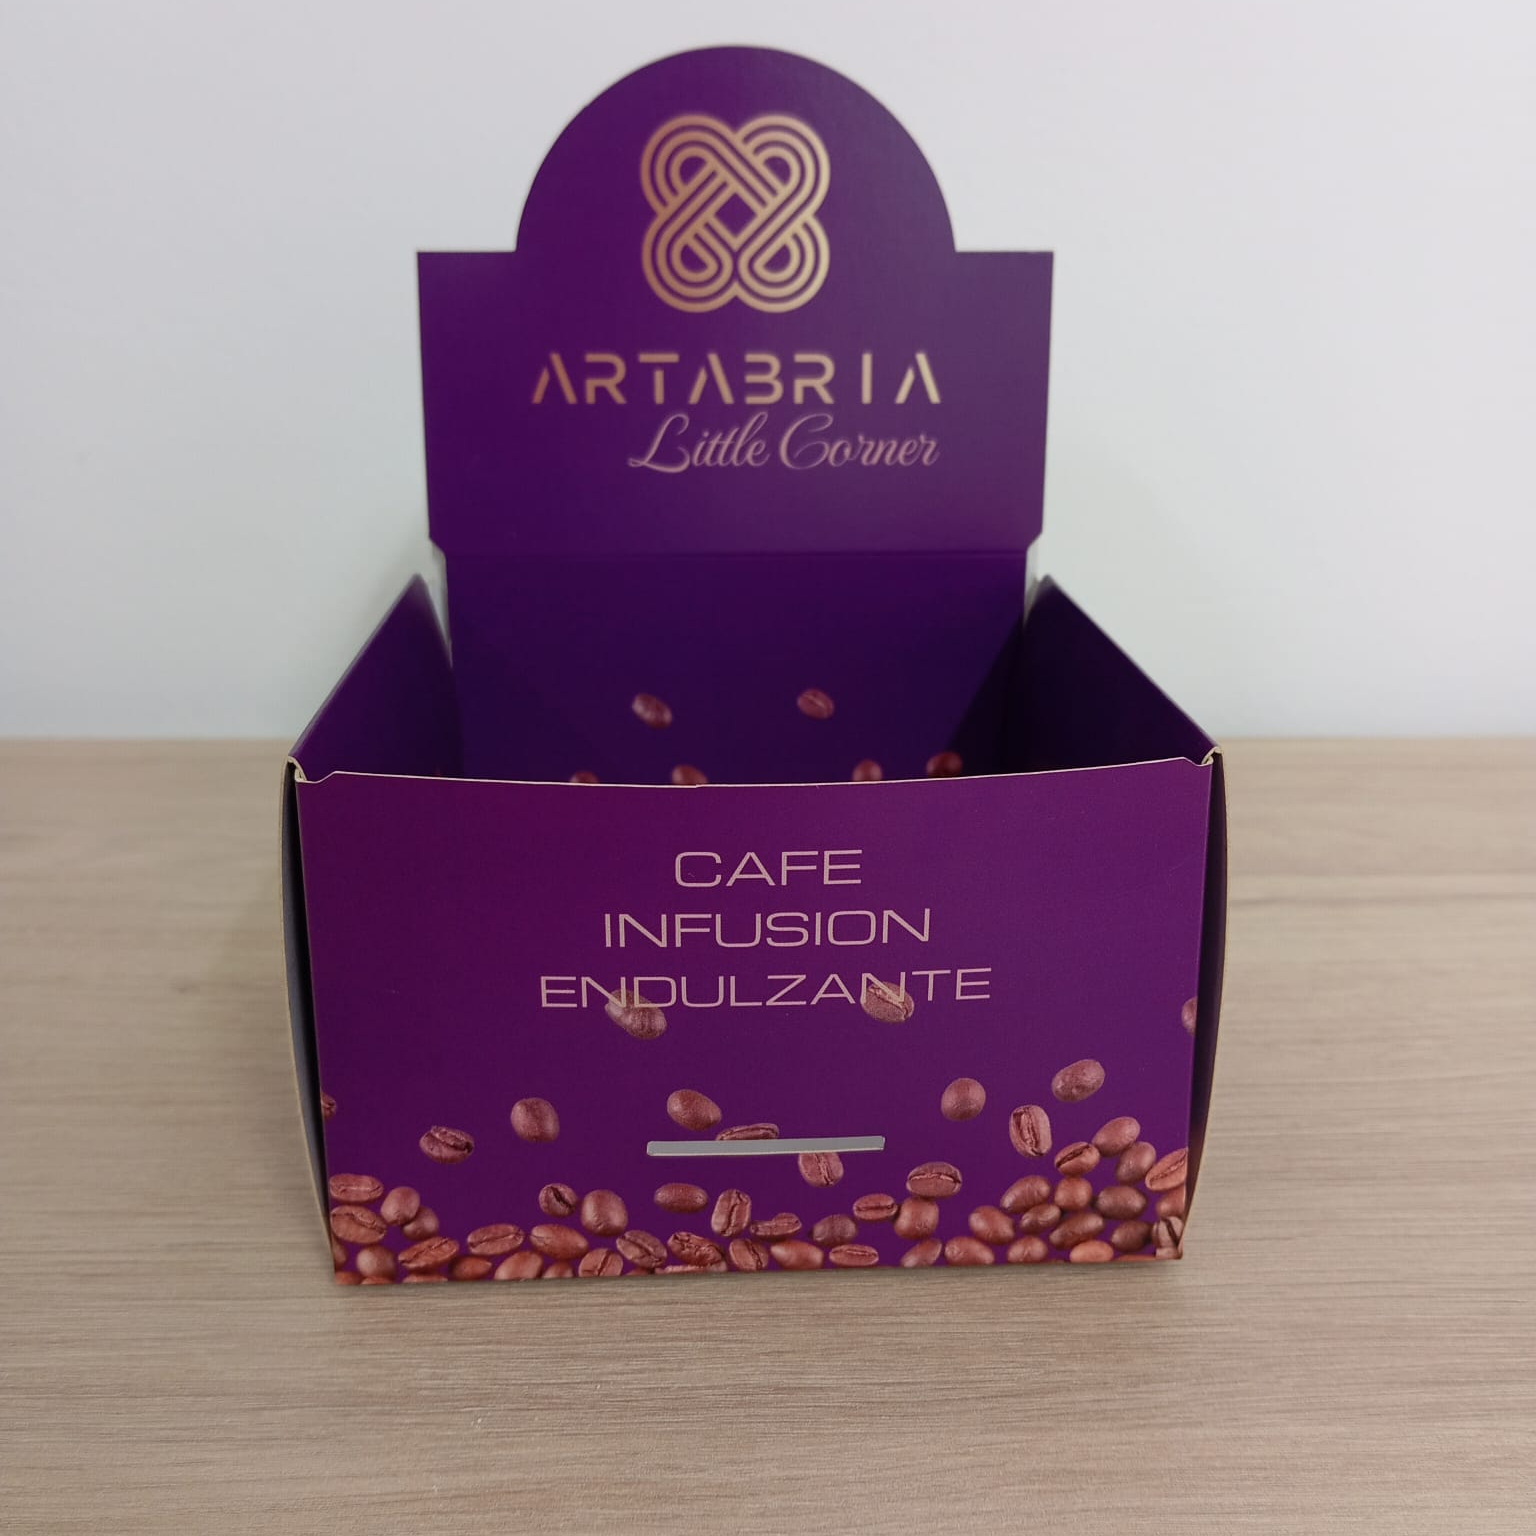 ARTABRIA
Little Corner
CAFE
INFUSION
ENDULZANTE